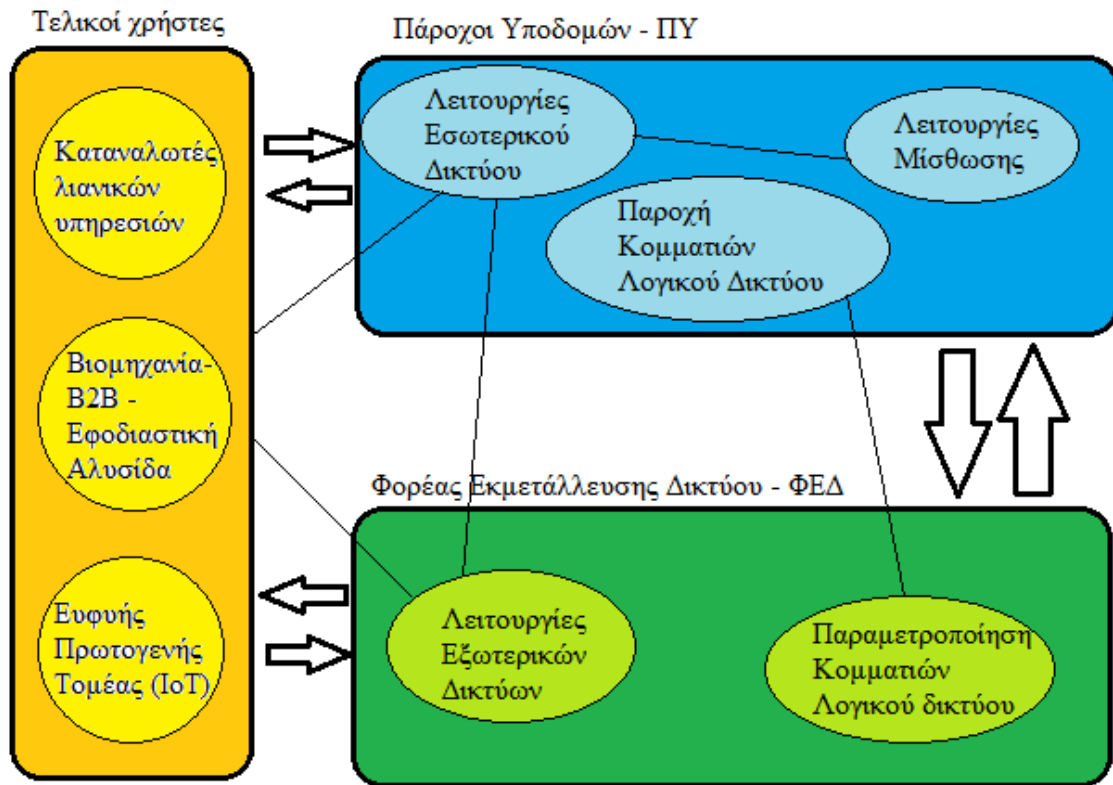 Τελικοί χρήστες
Καταναλωτές
λιανικών
υπηρεσιών
Βιομηχανία-
B2B -
Εφοδιαστική
Αλυσίδα
Ευφυής
Πρωτογενής
Τομέας (IoT)
Πάροχοι Υποδομών - ΠΥ
Λειτουργίες
Εσωτερικού
Δικτύου
Λειτουργίες
Μίσθωσης
Παροχή
Κομματιών
Λογικού Δικτύου
Φορέας Εκμετάλλευσης Δικτύου - ΦΕΔ
Λειτουργίες
Εξωτερικών
Δικτύων
Παραμετροποίηση
Κομματιών
Λογικού δικτύου